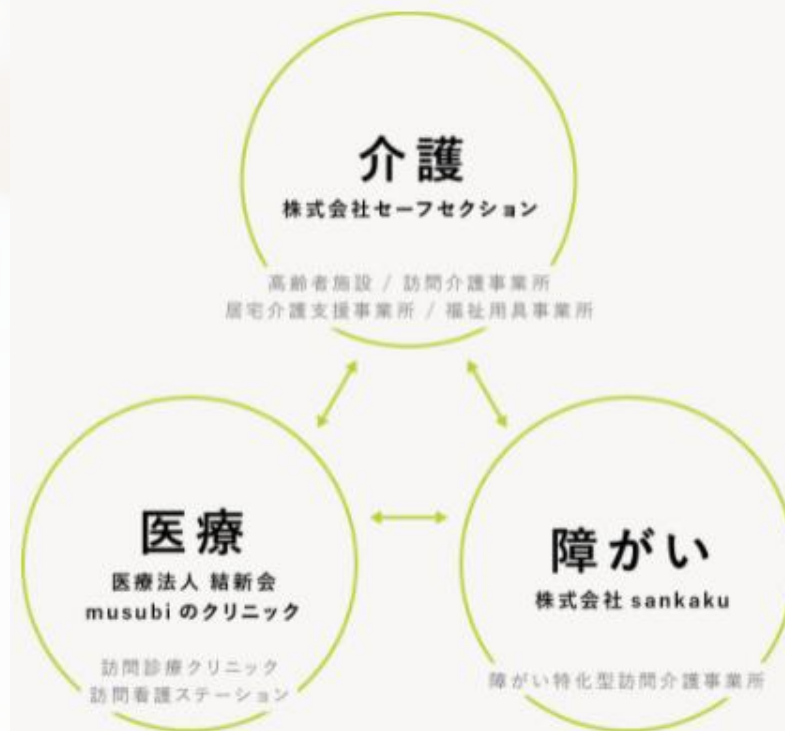 介護
株式会社セーフセクション
高齢者施設 / 訪問介護事業所
居宅介護支援事業所 / 福祉用具事業所
医療
医療法人 結新会
musubi のクリニック
訪問診療クリニック
訪問看護ステーション
障がい
株式会社 sankaku
障がい特化型訪問介護事業所